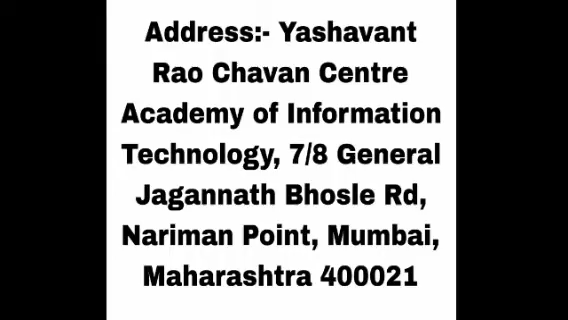 Address:- Yashavant
Rao Chavan Centre
Academy of Information
Technology, 7/8 General
Jagannath Bhosle Rd,
Nariman Point, Mumbai,
Maharashtra 400021